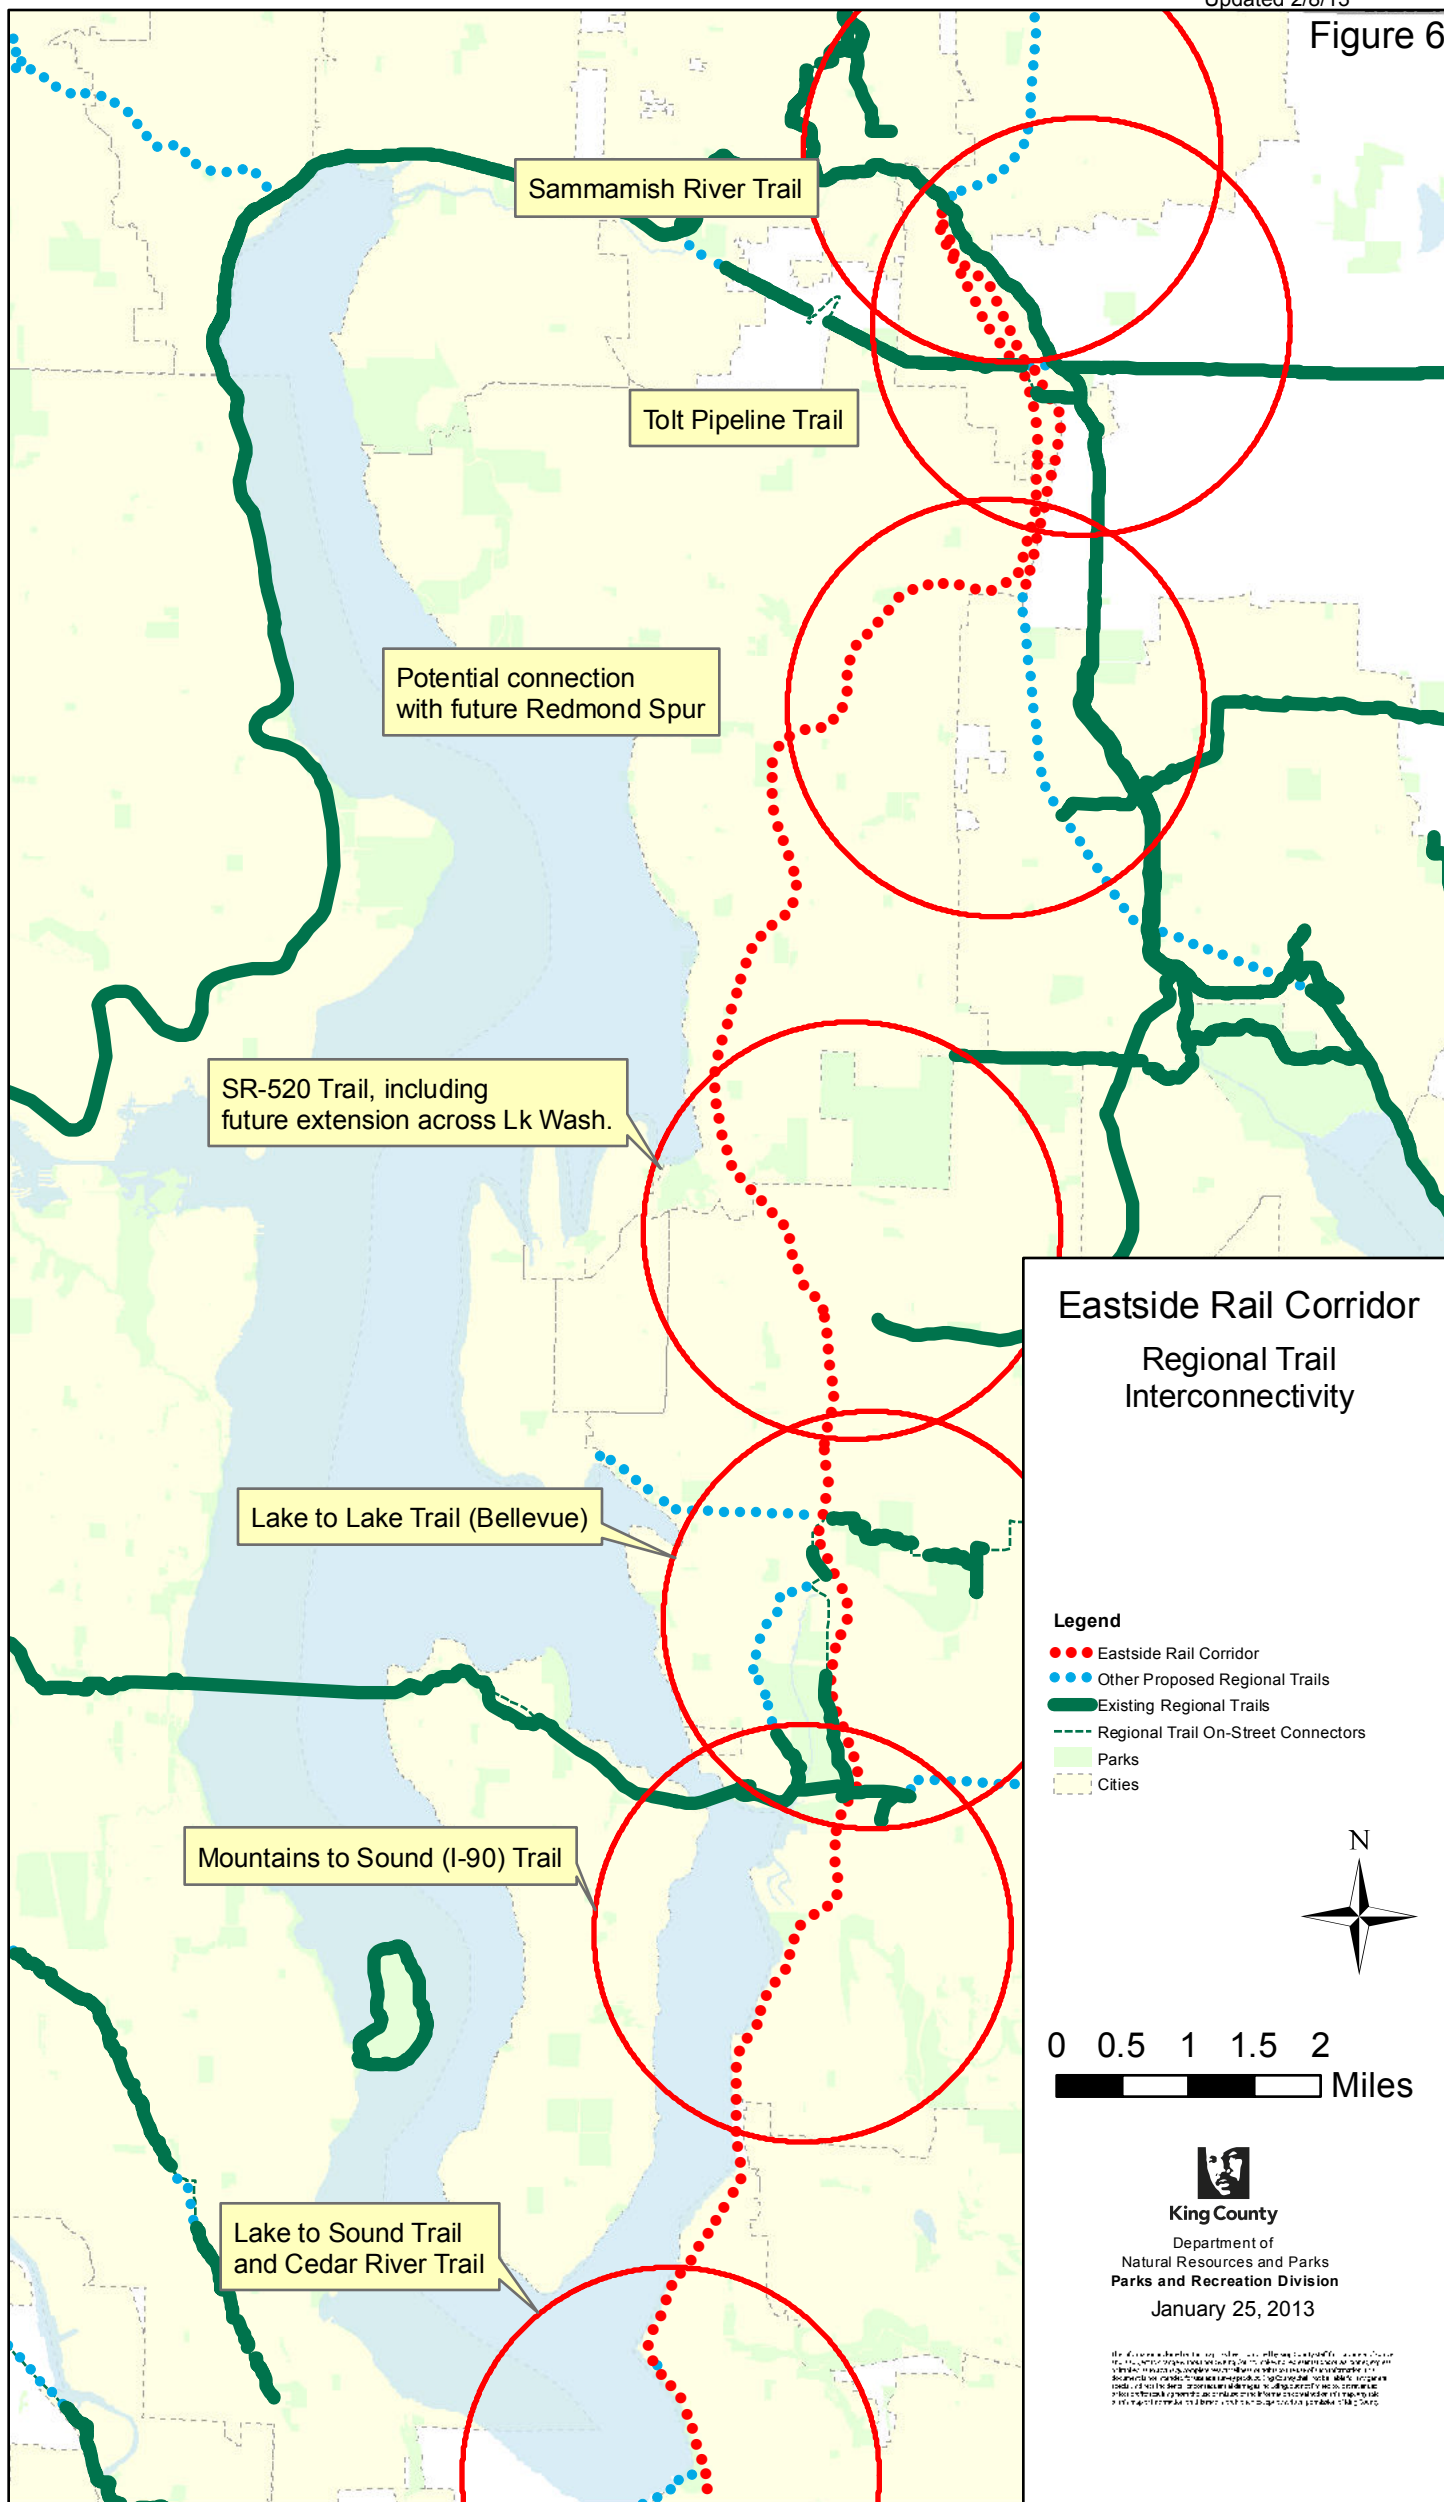 Updated 2/8/13
Figure 6
Sammamish River Trail
Tolt Pipeline Trail
Potential connection
with future Redmond Spur
SR-520 Trail, including
future extension across Lk Wash.
Lake to Lake Trail (Bellevue)
Mountains to Sound (I-90) Trail
Lake to Sound Trail
and Cedar River Trail
Eastside Rail Corridor
Regional Trail
Interconnectivity
Legend
Eastside Rail Corridor
Other Proposed Regional Trails
Existing Regional Trails
Regional Trail On-Street Connectors
Parks
Cities
N
0 0.5 1 1.5 2
Miles
King County
Department of
Natural Resources and Parks
Parks and Recreation Division
January 25, 2013